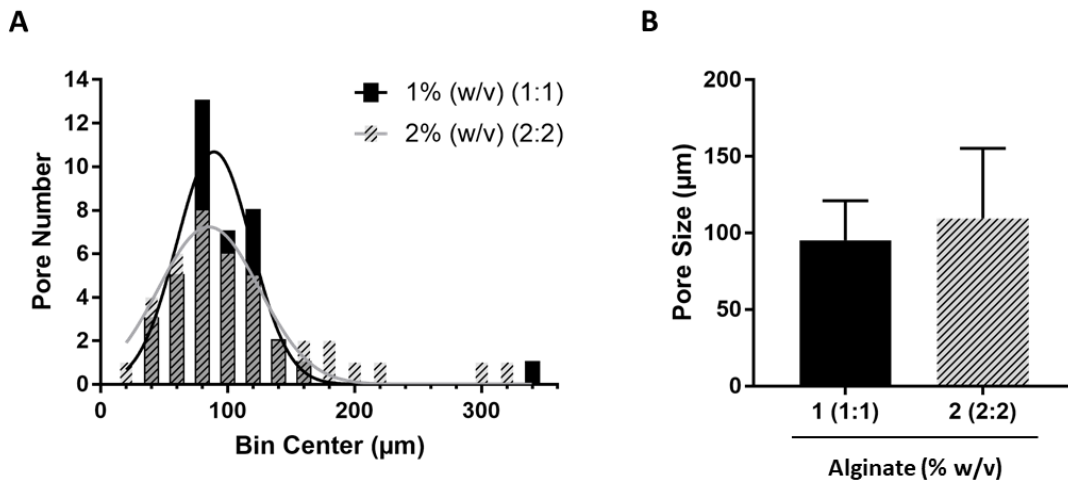 A
B
14
12
10
8
6
4
2
0
Pore Number
1% (w/v) (1:1)
2% (w/v) (2:2)
0
100
200
300
Bin Center (µm)
200
150
100
50
0
Pore Size (µm)
1 (1:1)
2 (2:2)
Alginate (% w/v)